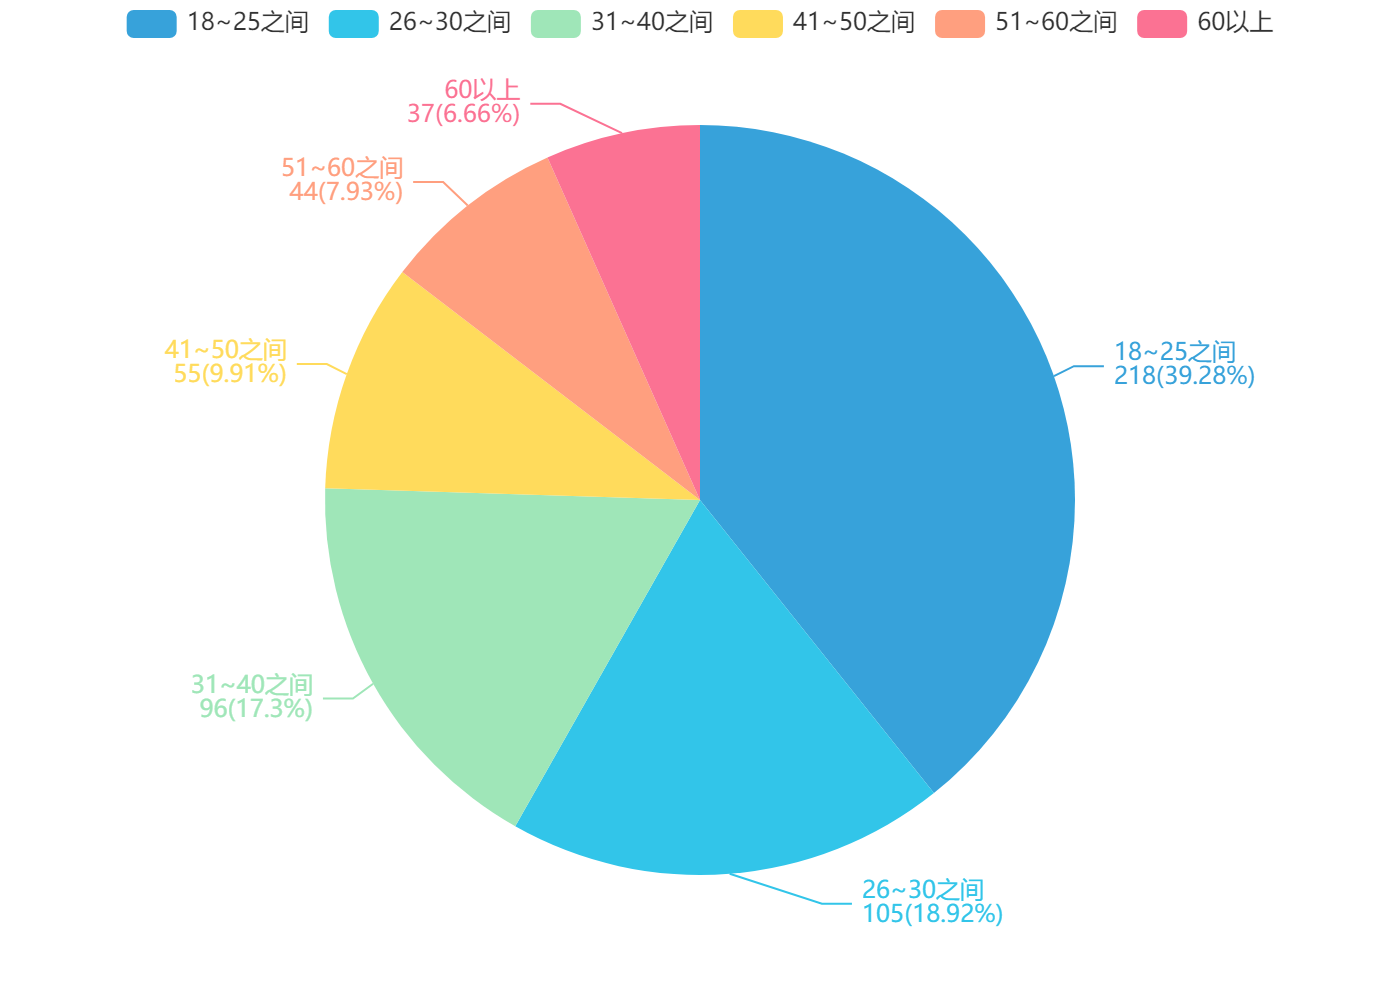 18~25之间 26~30之间 31~40之间 41~50之间 51~60之间 60以上
60以上
37(6.66%)
51~60之间
44(7.93%)
41~50之间
55(9.91%)
18~25之间
218(39.28%)
31~40之间
96(17.3%)
26~30之间
105(18.92%)